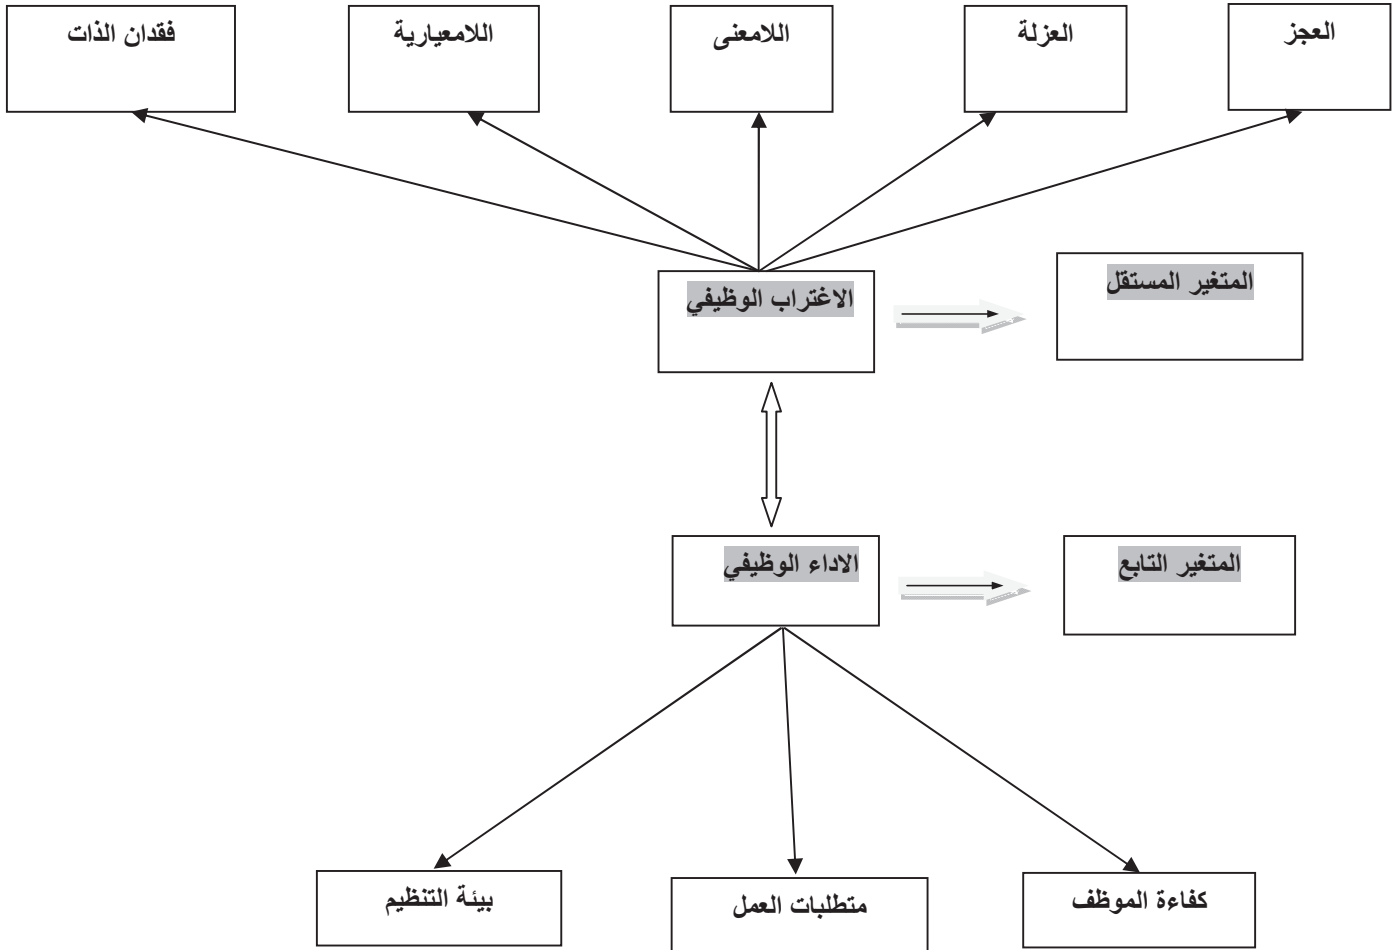 العجز
العزلة
اللامعنى
اللامعيارية
فقدان الذات
المتغير المستقل
الاغتراب الوظيفي
المتغير التابع
الاداء الوظيفي
كفاءة الموظف
متطلبات العمل
بيئة التنظيم